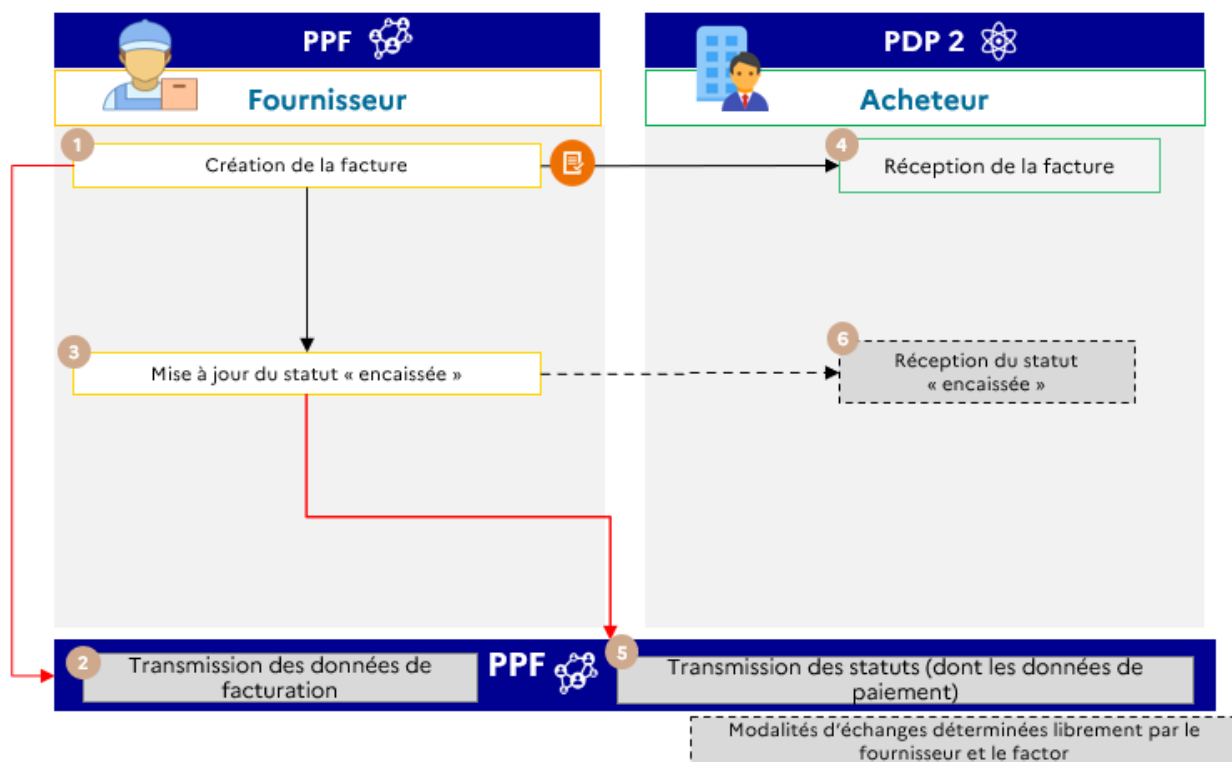 PPF
PDP 2
Fournisseur
Acheteur
1
Création de la facture
4
Réception de la facture
3
Mise à jour du statut « encaissée »
6
Réception du statut
« encaissée »
2
Transmission des données de
facturation
PPF
5
Transmission des statuts (dont les données de
paiement)
Modalités d’échanges déterminées librement par le
fournisseur et le factor